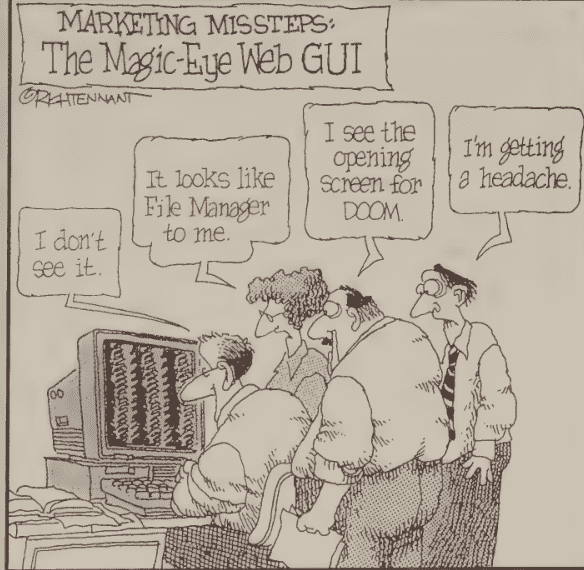 MARKETING MISSTEPS:
The Magic-Eye Web GUI
©RICHTENNANT
I don't
see it.
It looks like
File Manager
to me.
I see the
opening
screen for
DOOM.
I'm getting
a headache.